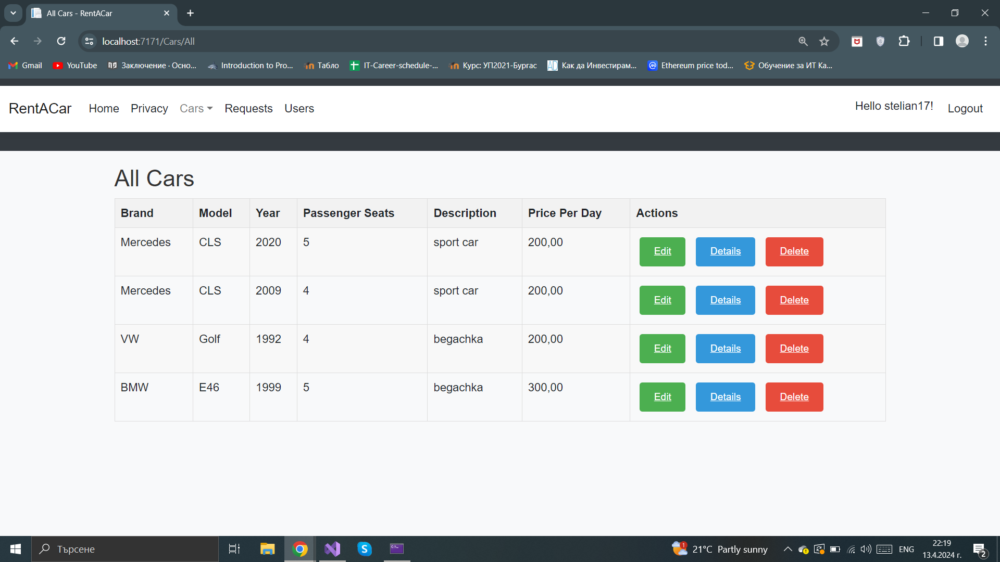 All Cars - RentACar
localhost:7171/Cars/All
Gmail YouTube Заключение · Осно... Introduction to Pro... Табло IT-Career-schedule-... Курс: УП2021-Бургас Как да Инвестирам... Ethereum price tod... Обучение за ИТ Ка...
RentACar Home Privacy Cars Requests Users Hello stelian17! Logout
All Cars
Brand Model Year Passenger Seats Description Price Per Day Actions
Mercedes CLS 2020 5 sport car 200,00 Edit Details Delete
Mercedes CLS 2009 4 sport car 200,00 Edit Details Delete
VW Golf 1992 4 begachka 200,00 Edit Details Delete
BMW E46 1999 5 begachka 300,00 Edit Details Delete
Търсене 1 21°C Partly sunny ENG 22:19
13.4.2024 г. 2